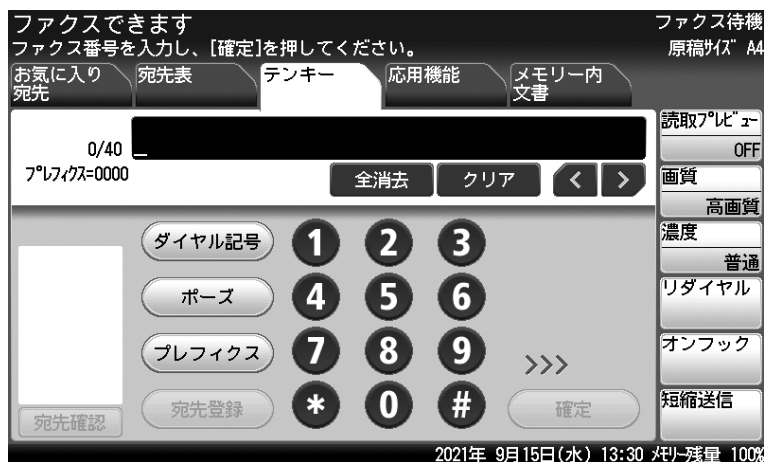 ファクスできます
ファクス待機
ファクス番号を入力し、[確定]を押してください。
原稿ｻｲｽﾞ A4
お気に入り
宛先
宛先表
テンキー
応用機能
メモリー内
文書
0/40
_
ﾌﾟﾚﾌｨｸｽ=0000
全消去
クリア
<
>
読取ﾌﾟﾚﾋﾞｭｰ
OFF
画質
高画質
濃度
普通
リダイヤル
オンフック
短縮送信
ダイヤル記号
1
2
3
ポーズ
4
5
6
プレフィクス
7
8
9
>>>
宛先確認
宛先登録
*
0
#
確定
2021年 9月15日(水) 13:30 ﾒﾓﾘｰ残量 100%